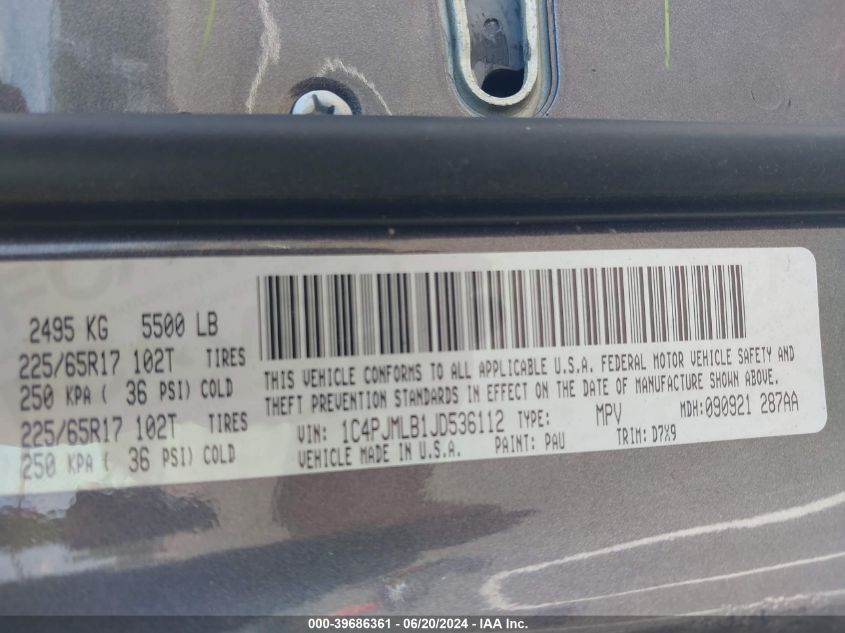 2495 KG 5500 LB
225/65R17 102T TIRES
250 KPA ( 36 PSI) COLD
225/65R17 102T TIRES
250 KPA ( 36 PSI) COLD
THIS VEHICLE CONFORMS TO ALL APPLICABLE U.S.A. FEDERAL MOTOR VEHICLE SAFETY AND
THEFT PREVENTION STANDARDS IN EFFECT ON THE DATE OF MANUFACTURE SHOWN ABOVE.
VIN: 1C4PJMLB1JD536112 TYPE: MPV MDH:090921 287AA
VEHICLE MADE IN U.S.A. PAINT: PAU TRIM: D7X9
000-39686361 - 06/20/2024 - IAA Inc.